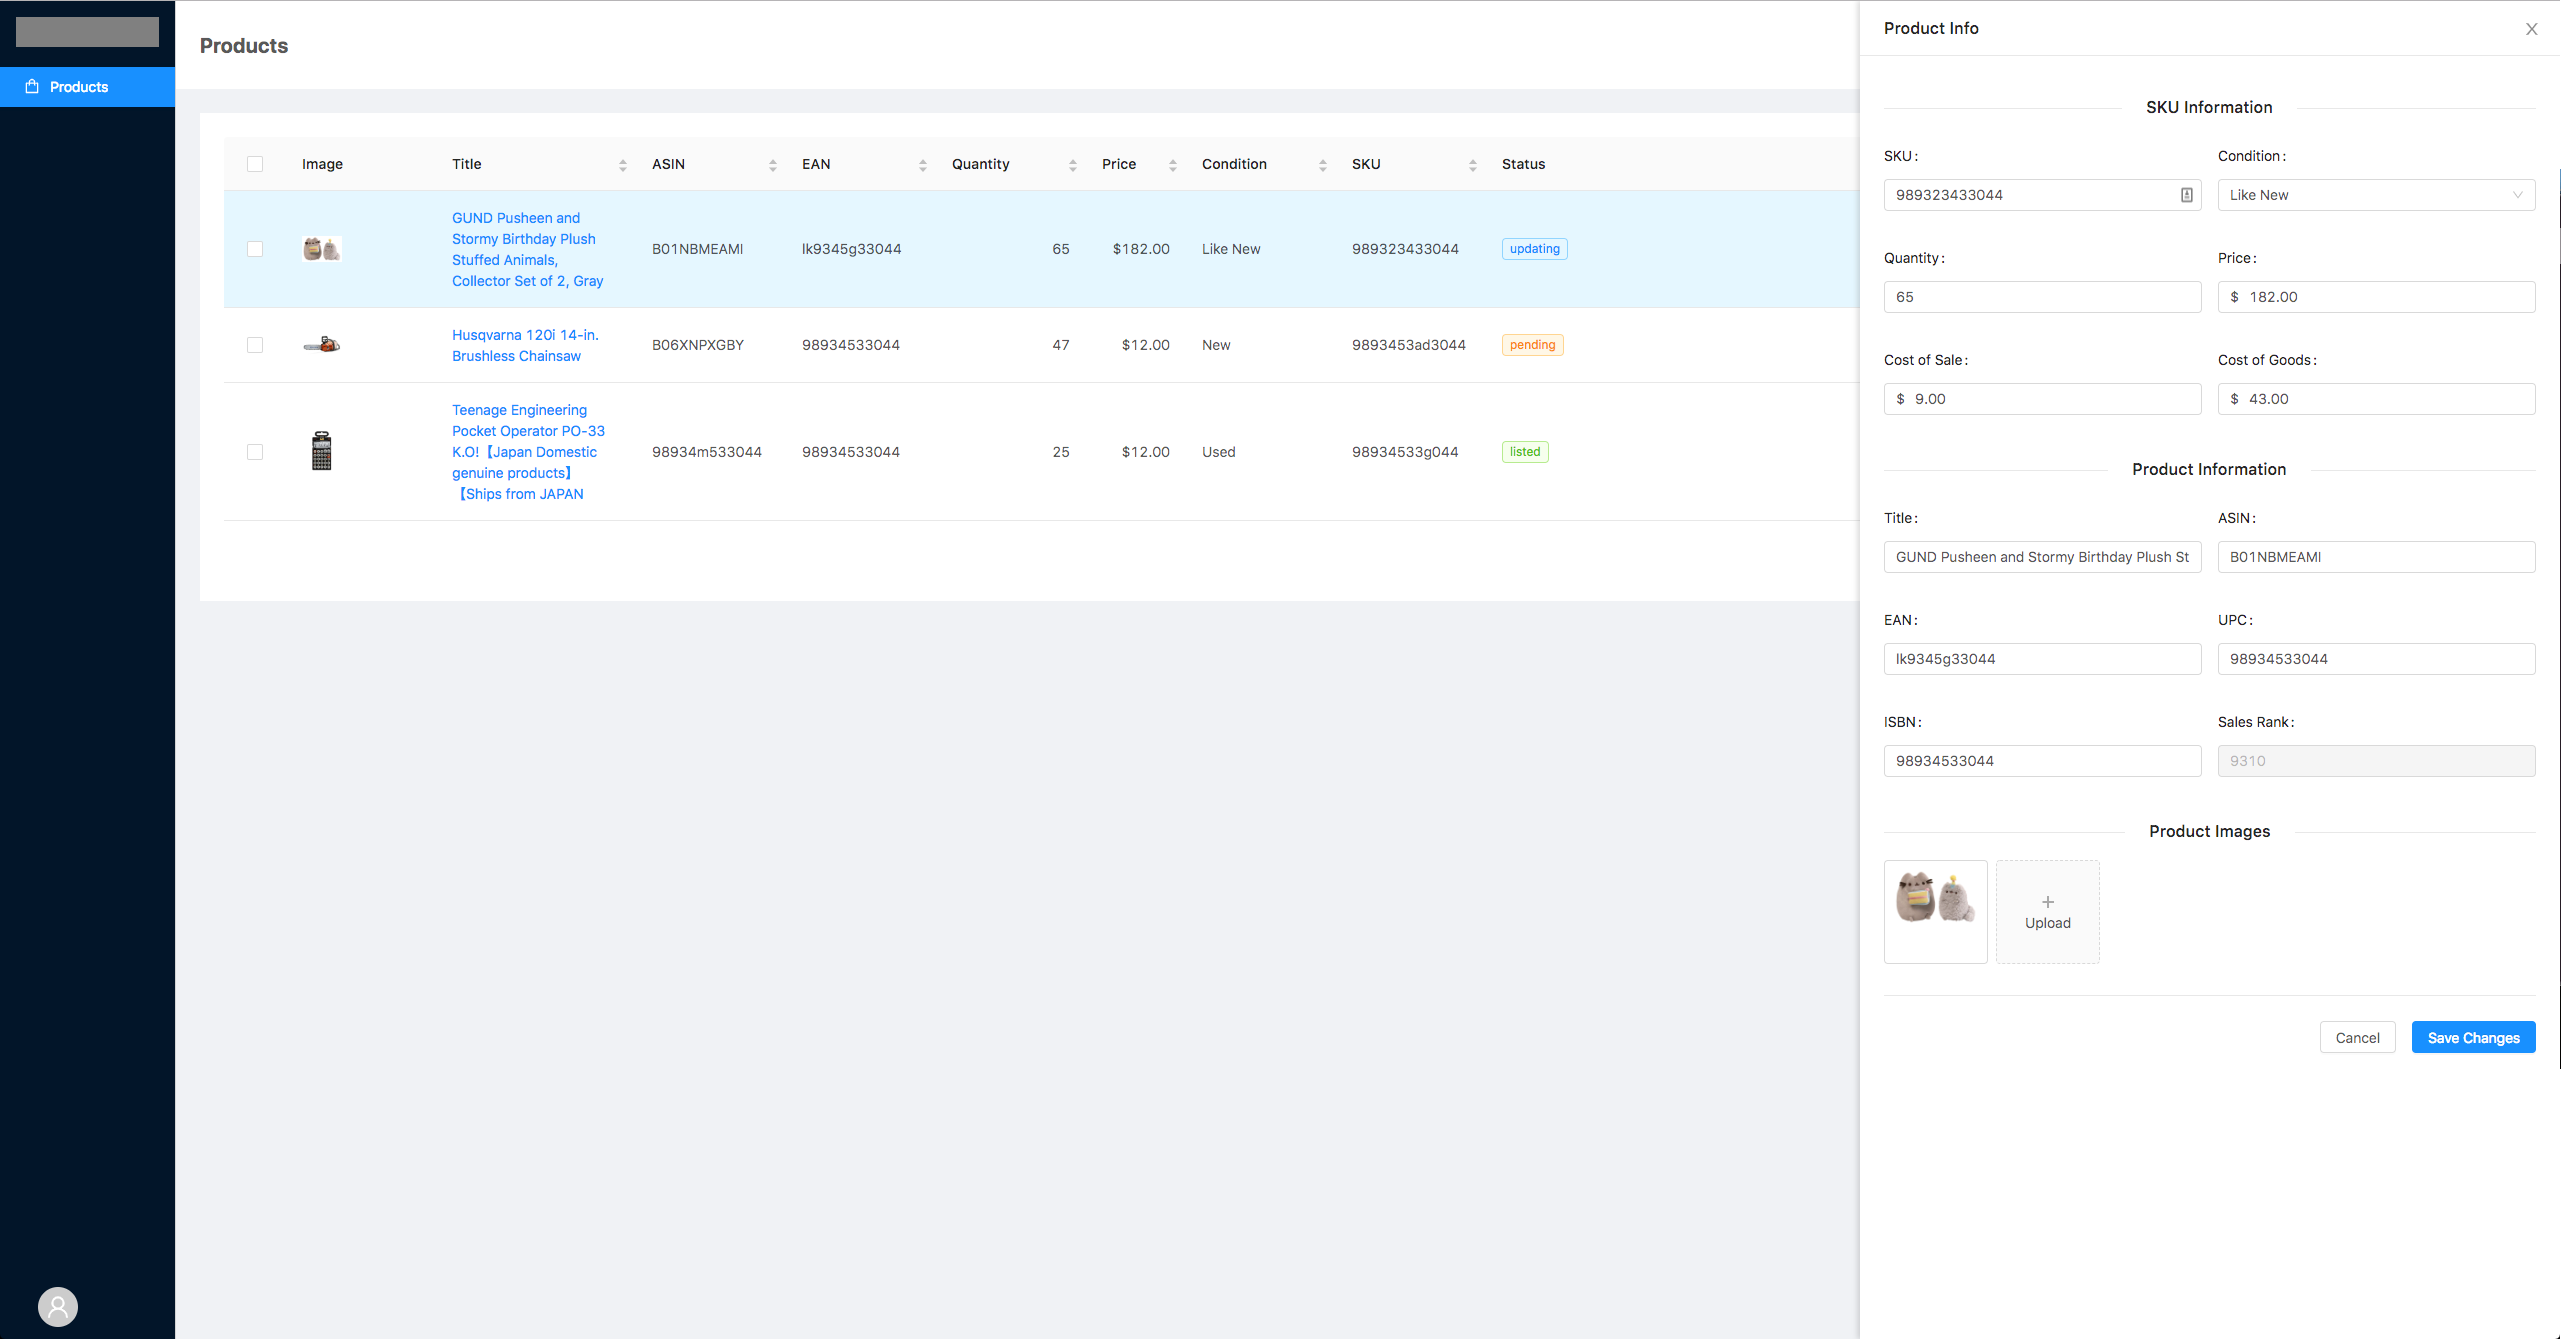 Products
Products
Image Title ASIN EAN Quantity Price Condition SKU Status
GUND Pusheen and
Stormy Birthday Plush
Stuffed Animals,
Collector Set of 2, Gray
B01NBMEAMI lk9345g33044 65 $182.00 Like New 989323433044 updating
Husqvarna 120i 14-in.
Brushless Chainsaw
B06XNPXGBY 98934533044 47 $12.00 New 9893453ad3044 pending
Teenage Engineering
Pocket Operator PO-33
K.O!【Japan Domestic
genuine products】
【Ships from JAPAN
98934m533044 98934533044 25 $12.00 Used 98934533g044 listed
Product Info
SKU Information
SKU: Condition:
989323433044 Like New
Quantity: Price:
65 $ 182.00
Cost of Sale: Cost of Goods:
$ 9.00 $ 43.00
Product Information
Title: ASIN:
GUND Pusheen and Stormy Birthday Plush St B01NBMEAMI
EAN: UPC:
lk9345g33044 98934533044
ISBN: Sales Rank:
98934533044 9310
Product Images
+
Upload
Cancel Save Changes